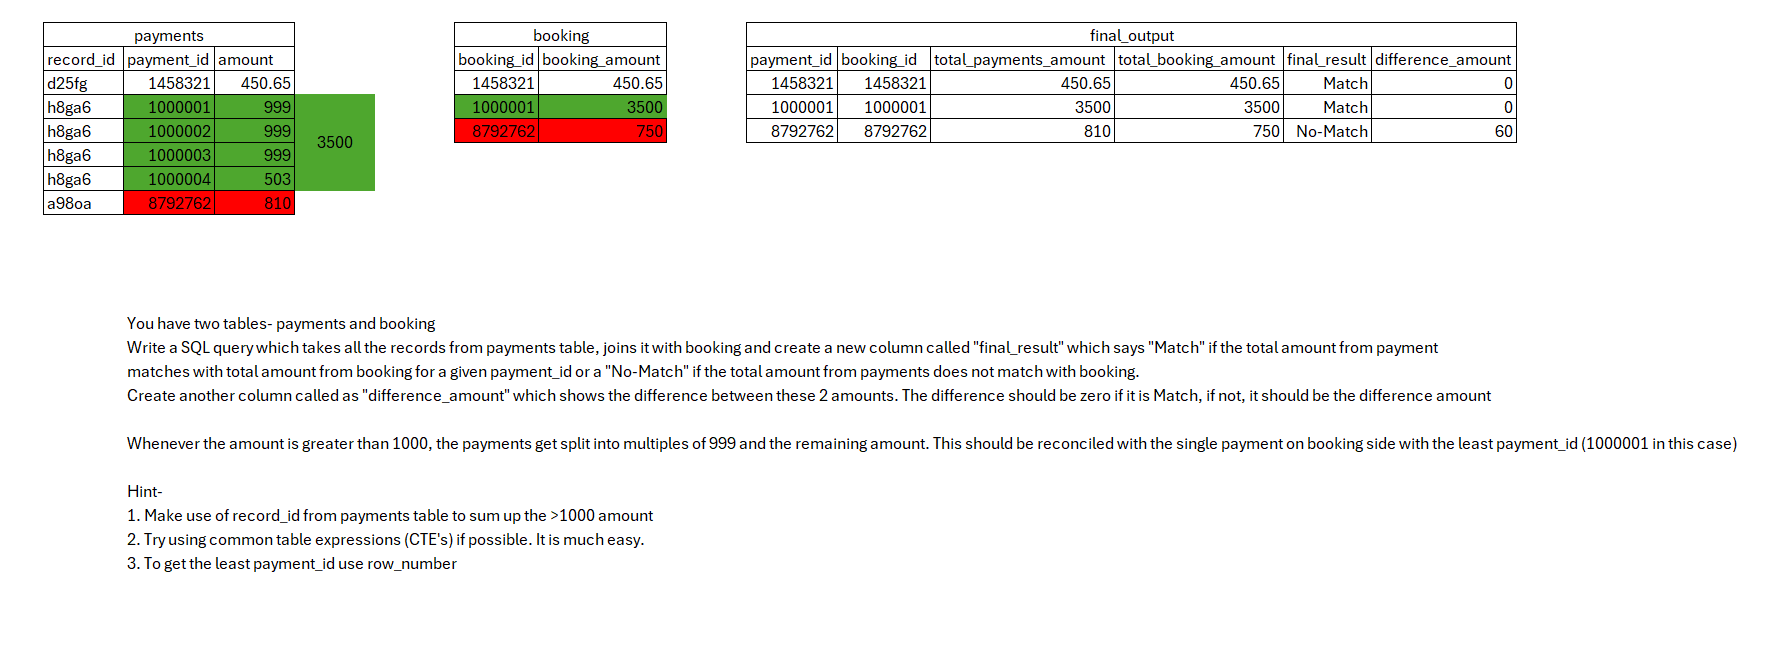 payments
record_id payment_id amount
d25fg 1458321 450.65
h8ga6 1000001 999
h8ga6 1000002 999
h8ga6 1000003 999
h8ga6 1000004 503
a98oa 8792762 810
3500
booking
booking_id booking_amount
1458321 450.65
1000001 3500
8792762 750
final_output
payment_id booking_id total_payments_amount total_booking_amount final_result difference_amount
1458321 1458321 450.65 450.65 Match 0
1000001 1000001 3500 3500 Match 0
8792762 8792762 810 750 No-Match 60
You have two tables- payments and booking
Write a SQL query which takes all the records from payments table, joins it with booking and create a new column called "final_result" which says "Match" if the total amount from payment
matches with total amount from booking for a given payment_id or a "No-Match" if the total amount from payments does not match with booking.
Create another column called as "difference_amount" which shows the difference between these 2 amounts. The difference should be zero if it is Match, if not, it should be the difference amount
Whenever the amount is greater than 1000, the payments get split into multiples of 999 and the remaining amount. This should be reconciled with the single payment on booking side with the least payment_id (1000001 in this case)
Hint-
1. Make use of record_id from payments table to sum up the >1000 amount
2. Try using common table expressions (CTE's) if possible. It is much easy.
3. To get the least payment_id use row_number